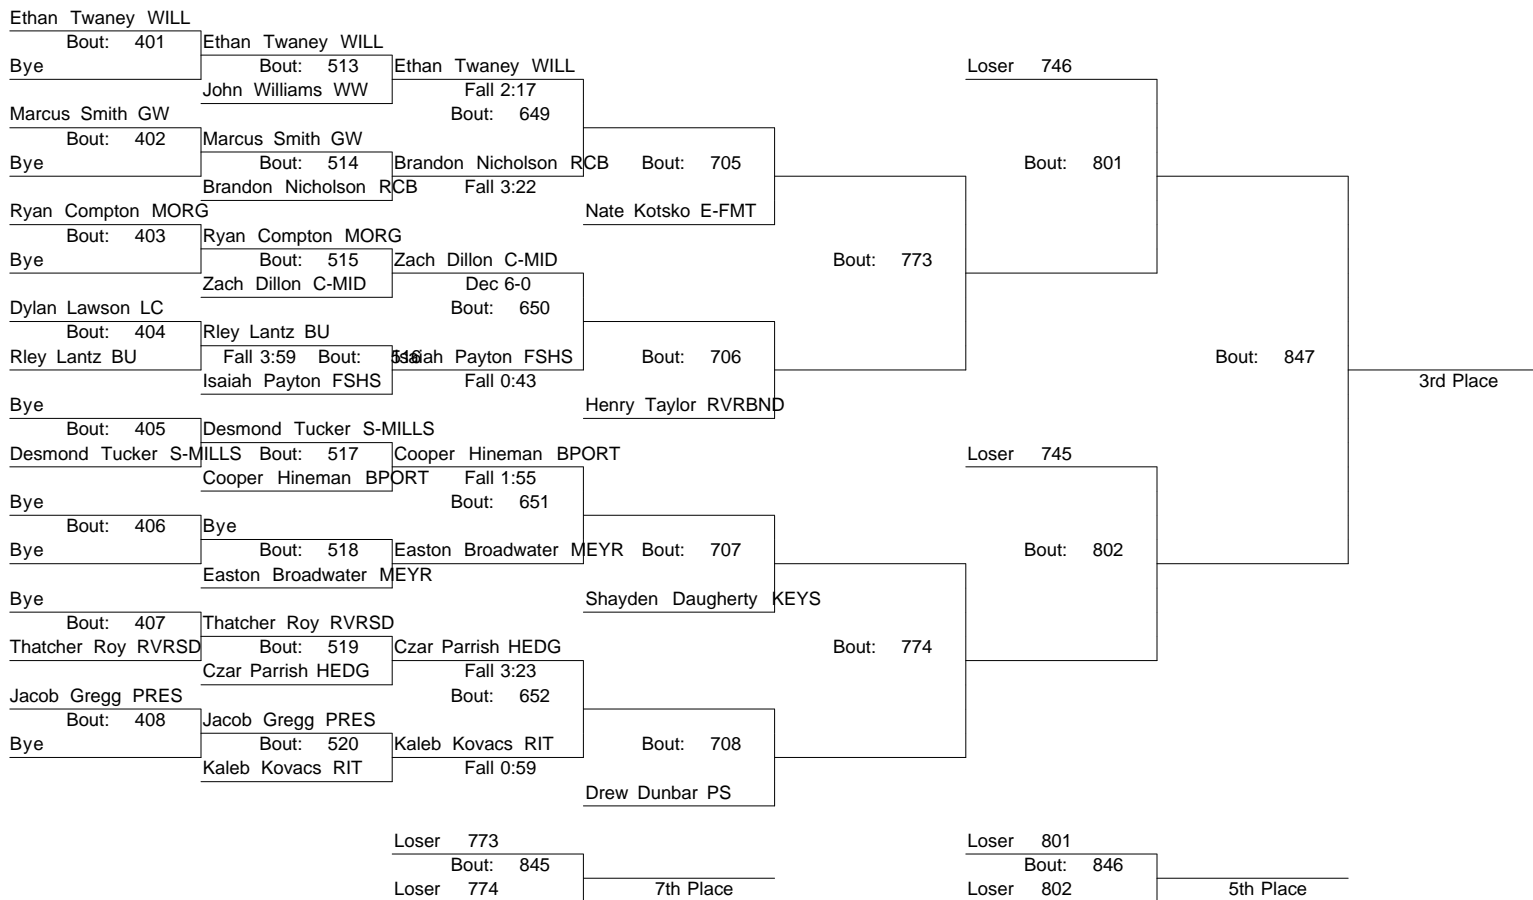 Ethan Twaney WILL
Bout: 401 Ethan Twaney WILL
Bye Bout: 513 Ethan Twaney WILL Loser 746
John Williams WW Fall 2:17
Marcus Smith GW Bout: 649
Bout: 402 Marcus Smith GW
Bye Bout: 514 Brandon Nicholson RCB Bout: 705 Bout: 801
Brandon Nicholson RCB Fall 3:22
Ryan Compton MORG Nate Kotsko E-FMT
Bout: 403 Ryan Compton MORG
Bye Bout: 515 Zach Dillon C-MID Bout: 773
Zach Dillon C-MID Dec 6-0
Dylan Lawson LC Bout: 650
Bout: 404 Rley Lantz BU
Rley Lantz BU Fall 3:59 Bout: 516 Isaiah Payton FSHS Bout: 706 Bout: 847
Isaiah Payton FSHS Fall 0:43 3rd Place
Bye Henry Taylor RVRBND
Bout: 405 Desmond Tucker S-MILLS
Desmond Tucker S-MILLS Bout: 517 Cooper Hineman BPORT Loser 745
Cooper Hineman BPORT Fall 1:55
Bye Bout: 651
Bout: 406 Bye
Bye Bout: 518 Easton Broadwater MEYR Bout: 707 Bout: 802
Easton Broadwater MEYR
Bye Shayden Daugherty KEYS
Bout: 407 Thatcher Roy RVRSD
Thatcher Roy RVRSD Bout: 519 Czar Parrish HEDG Bout: 774
Czar Parrish HEDG Fall 3:23
Jacob Gregg PRES Bout: 652
Bout: 408 Jacob Gregg PRES
Bye Bout: 520 Kaleb Kovacs RIT Bout: 708
Kaleb Kovacs RIT Fall 0:59
Drew Dunbar PS
Loser 773 Loser 801
Bout: 845 Bout: 846
Loser 774 7th Place Loser 802 5th Place